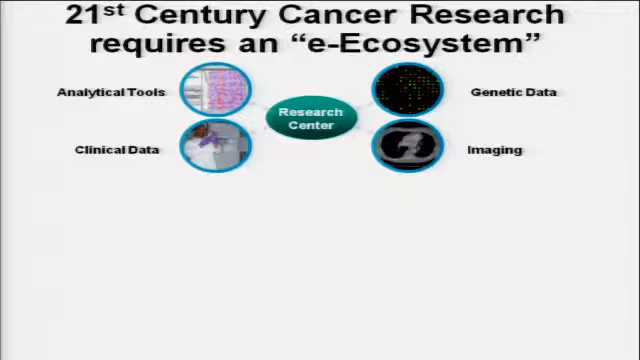 21st Century Cancer Research
requires an “e-Ecosystem”
Analytical Tools
Genetic Data
Research
Center
Clinical Data
Imaging